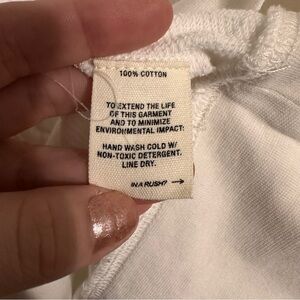 100% COTTON
TO EXTEND THE LIFE
OF THIS GARMENT
AND TO MINIMIZE
ENVIRONMENTAL IMPACT:
HAND WASH COLD W/
NON-TOXIC DETERGENT.
LINE DRY.
IN A RUSH? →